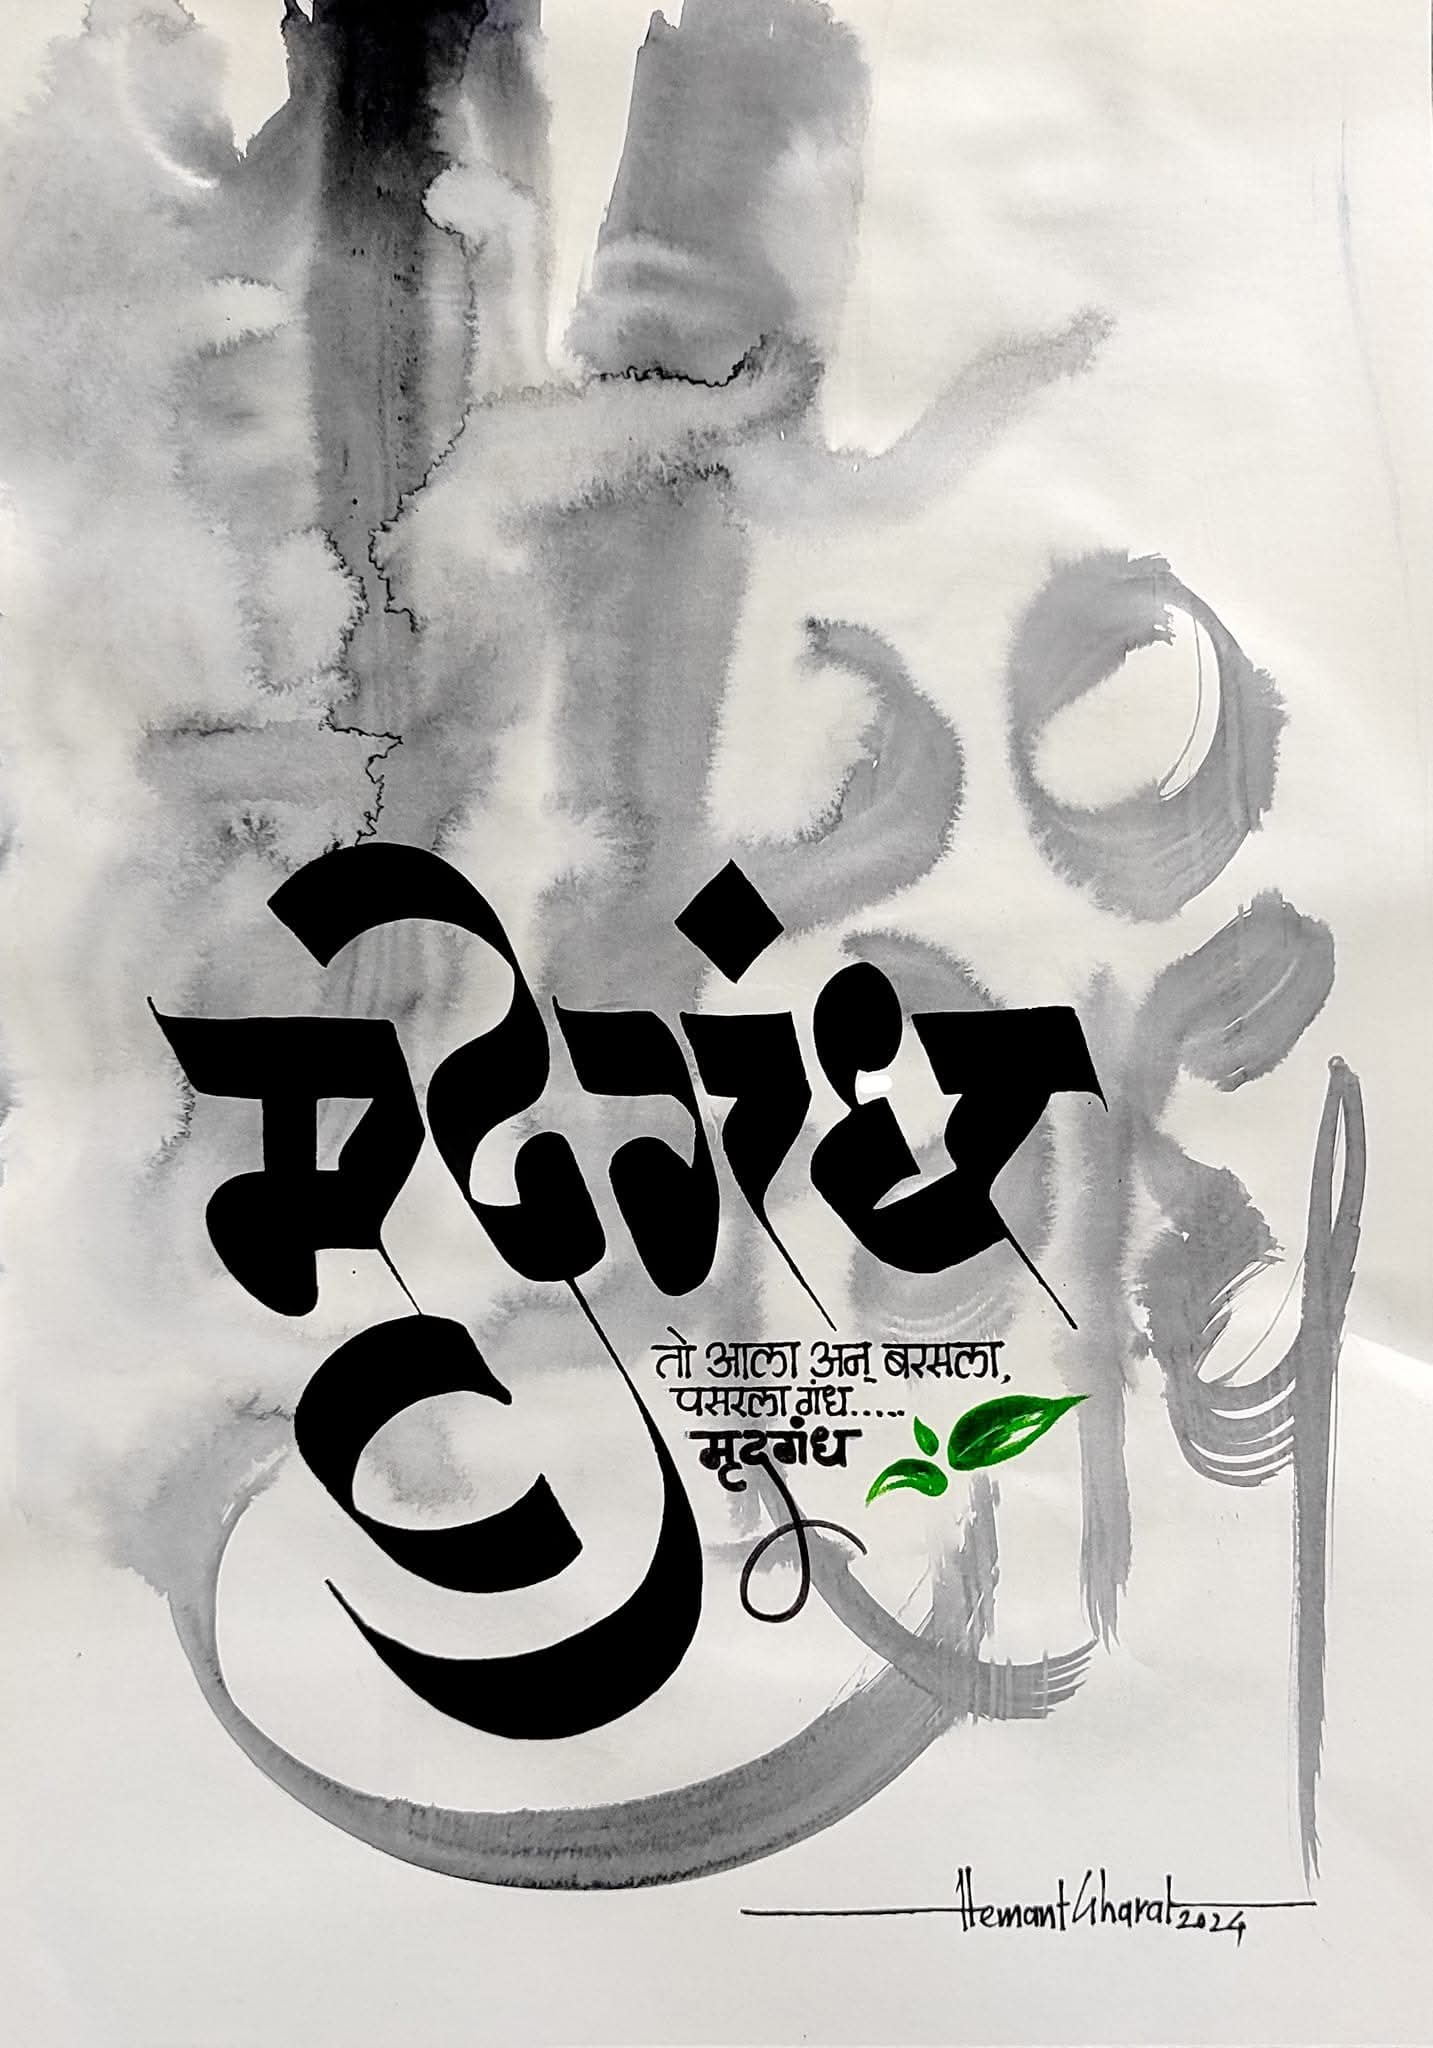 मृदगंध
तो आला अन् बरसला,
पसरला गंध.....
मृदगंध
Hemant Gharat 2024